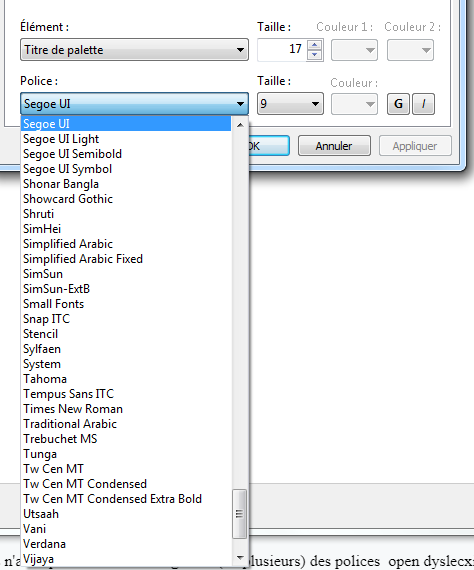 Élément : Taille : Couleur 1 : Couleur 2 :
Titre de palette 17
Police : Taille : Couleur :
Segoe UI 9 G I
Segoe UI
Segoe UI Light
Segoe UI Semibold
Segoe UI Symbol
Shonar Bangla
Showcard Gothic
Shruti
SimHei
Simplified Arabic
Simplified Arabic Fixed
SimSun
SimSun-ExtB
Small Fonts
Snap ITC
Stencil
Sylfaen
System
Tahoma
Tempus Sans ITC
Times New Roman
Traditional Arabic
Trebuchet MS
Tunga
Tw Cen MT
Tw Cen MT Condensed
Tw Cen MT Condensed Extra Bold
Utsaah
Vani
Verdana
Vijaya
OK Annuler Appliquer
plusieurs) des polices open dyslecx